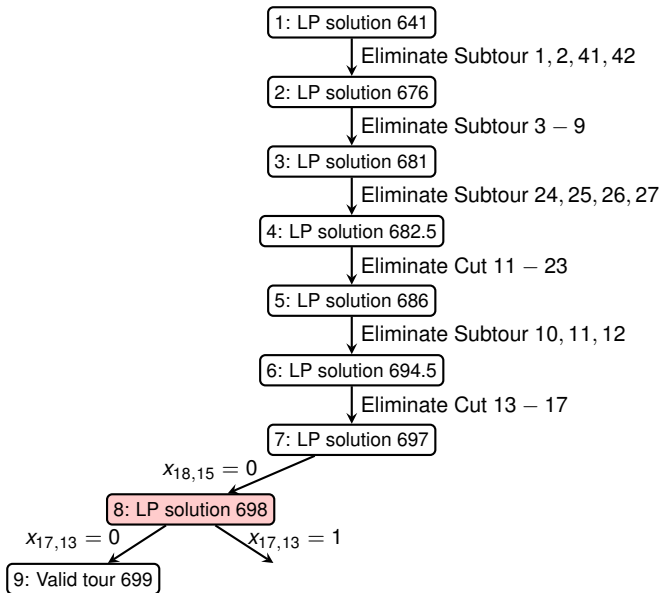 1: LP solution 641
Eliminate Subtour 1, 2, 41, 42
2: LP solution 676
Eliminate Subtour 3 − 9
3: LP solution 681
Eliminate Subtour 24, 25, 26, 27
4: LP solution 682.5
Eliminate Cut 11 − 23
5: LP solution 686
Eliminate Subtour 10, 11, 12
6: LP solution 694.5
Eliminate Cut 13 − 17
7: LP solution 697
x18,15 = 0
8: LP solution 698
x17,13 = 0
x17,13 = 1
9: Valid tour 699